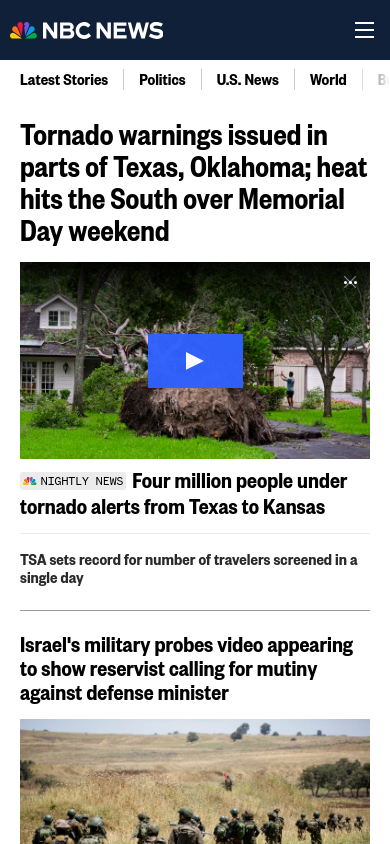 NBC NEWS
Latest Stories
Politics
U.S. News
World
Tornado warnings issued in
parts of Texas, Oklahoma; heat
hits the South over Memorial
Day weekend
NIGHTLY NEWS Four million people under
tornado alerts from Texas to Kansas
TSA sets record for number of travelers screened in a
single day
Israel's military probes video appearing
to show reservist calling for mutiny
against defense minister